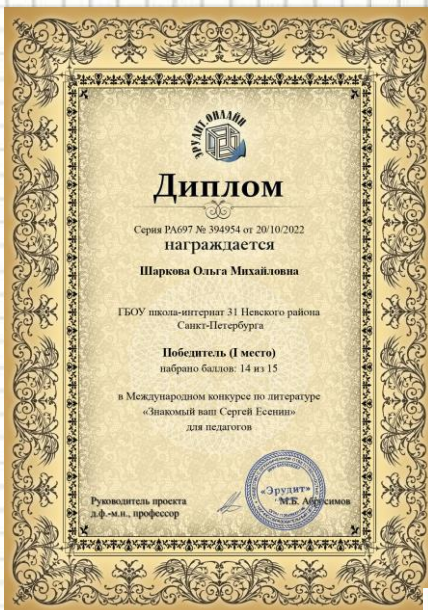 ЭРУДИТ.ОНЛАЙН
Диплом
Серия РА697 № 394954 от 20/10/2022
награждается
Шаркова Ольга Михайловна
ГБОУ школа-интернат 31 Невского района
Санкт-Петербурга
Победитель (I место)
набрано баллов: 14 из 15
в Международном конкурсе по литературе
«Знакомый ваш Сергей Есенин»
для педагогов
Руководитель проекта
д.ф.-м.н., профессор
«Эрудит»
М.Б.